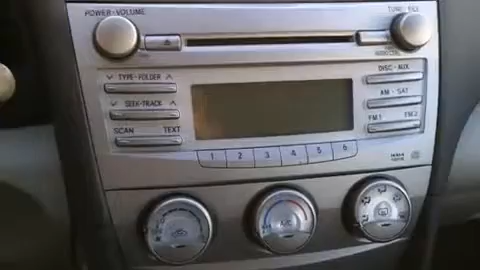 POWER·VOLUME
TUNE·FILE
DISC·AUX
TYPE·FOLDER
SEEK·TRACK
AM·SAT
SCAN TEXT
FM1 FM2
1 2 3 4 5 6
A/C